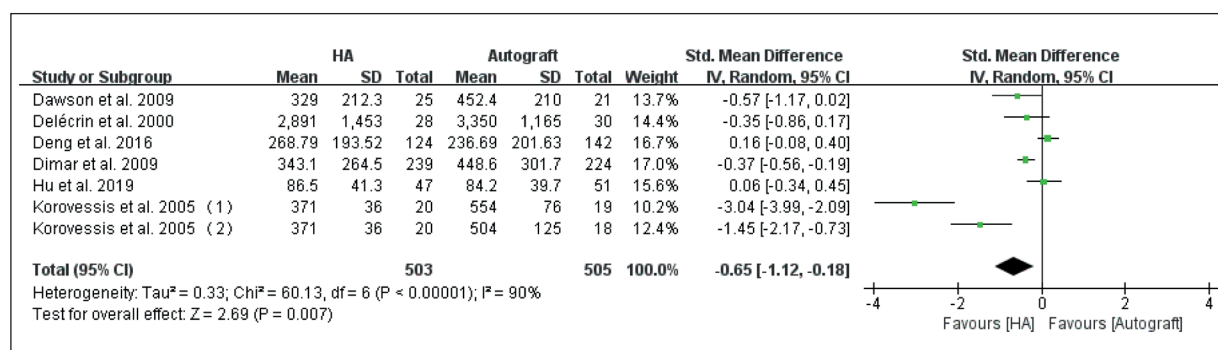 HA Autograft Std. Mean Difference Std. Mean Difference
Study or Subgroup Mean SD Total Mean SD Total Weight IV, Random, 95% CI IV, Random, 95% CI
Dawson et al. 2009 329 212.3 25 452.4 210 21 13.7% -0.57 [-1.17, 0.02]
Delécrin et al. 2000 2,891 1,453 28 3,350 1,165 30 14.4% -0.35 [-0.86, 0.17]
Deng et al. 2016 268.79 193.52 124 236.69 201.63 142 16.7% 0.16 [-0.08, 0.40]
Dimar et al. 2009 343.1 264.5 239 448.6 301.7 224 17.0% -0.37 [-0.56, -0.19]
Hu et al. 2019 86.5 41.3 47 84.2 39.7 51 15.6% 0.06 [-0.34, 0.45]
Korovessis et al. 2005 (1) 371 36 20 554 76 19 10.2% -3.04 [-3.99, -2.09]
Korovessis et al. 2005 (2) 371 36 20 504 125 18 12.4% -1.45 [-2.17, -0.73]
Total (95% CI) 503 505 100.0% -0.65 [-1.12, -0.18]
Heterogeneity: Tau² = 0.33; Chi² = 60.13, df = 6 (P < 0.00001); I² = 90%
Test for overall effect: Z = 2.69 (P = 0.007)
-4 -2 0 2 4
Favours [HA] Favours [Autograft]